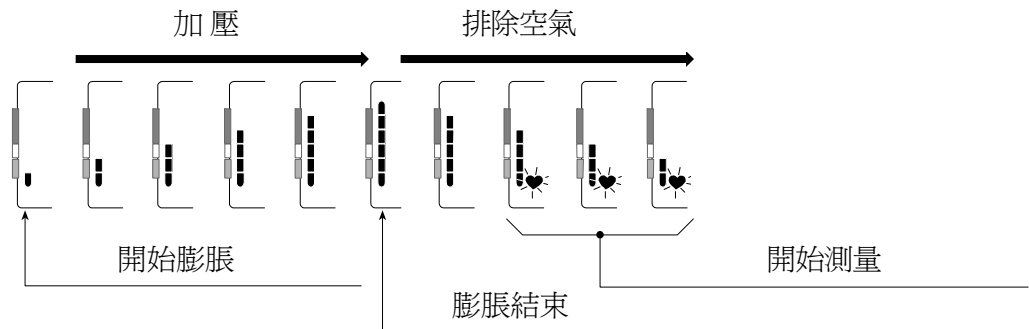 加 壓
排除空氣
開始膨脹
開始測量
膨脹結束